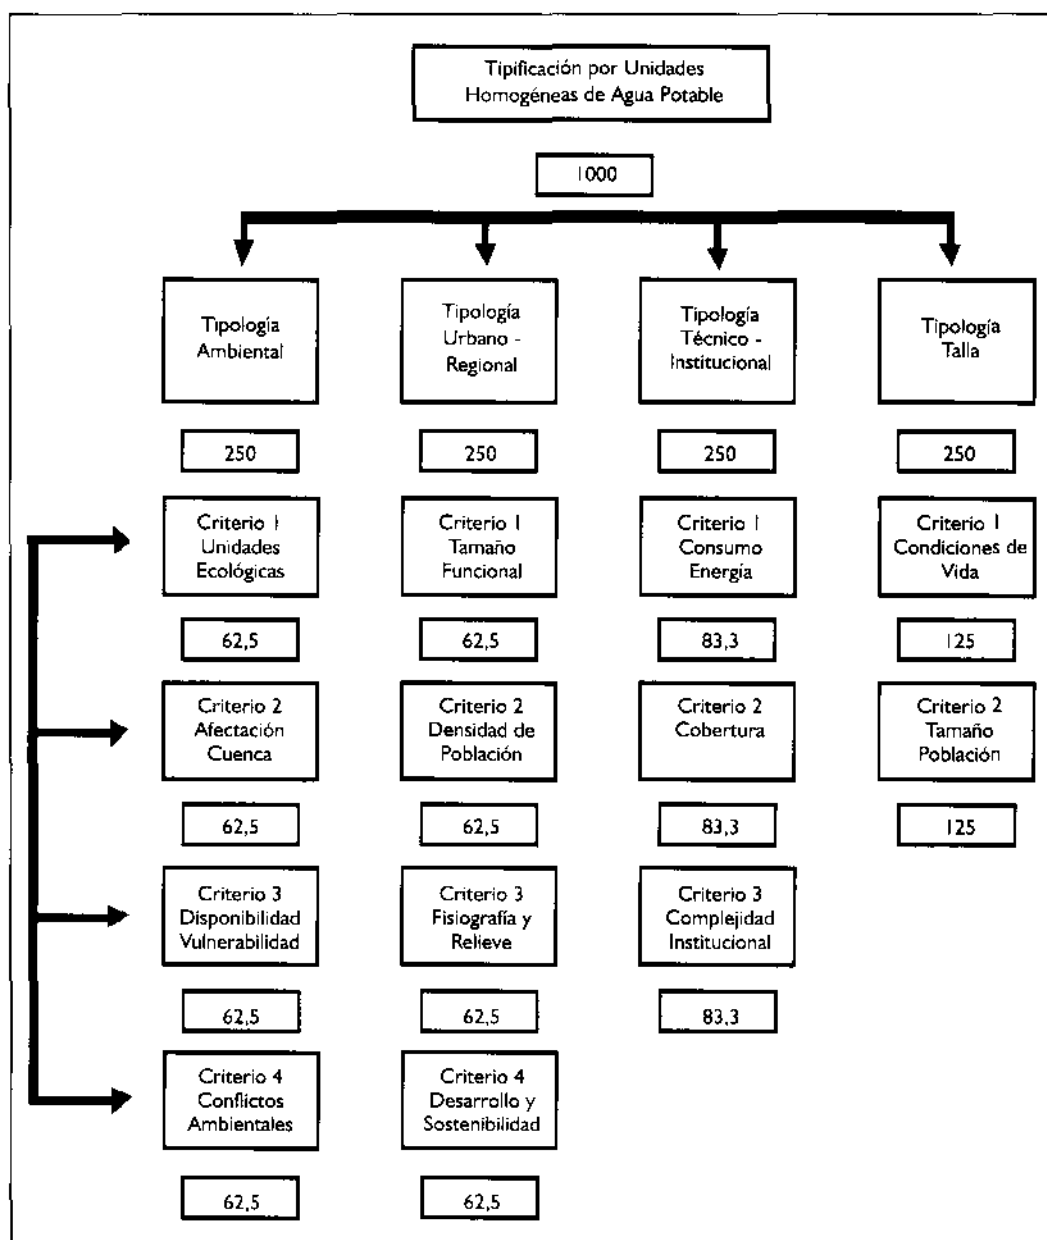 Tipificación por Unidades
Homogéneas de Agua Potable
1000
Tipología
Ambiental
Tipología
Urbano -
Regional
Tipología
Técnico -
Institucional
Tipología
Talla
250
250
250
250
Criterio 1
Unidades
Ecológicas
Criterio 1
Tamaño
Funcional
Criterio 1
Consumo
Energía
Criterio 1
Condiciones de
Vida
62,5
62,5
83,3
125
Criterio 2
Afectación
Cuenca
Criterio 2
Densidad de
Población
Criterio 2
Cobertura
Criterio 2
Tamaño
Población
62,5
62,5
83,3
125
Criterio 3
Disponibilidad
Vulnerabilidad
Criterio 3
Fisiografía y
Relieve
Criterio 3
Complejidad
Institucional
62,5
62,5
83,3
Criterio 4
Conflictos
Ambientales
Criterio 4
Desarrollo y
Sostenibilidad
62,5
62,5